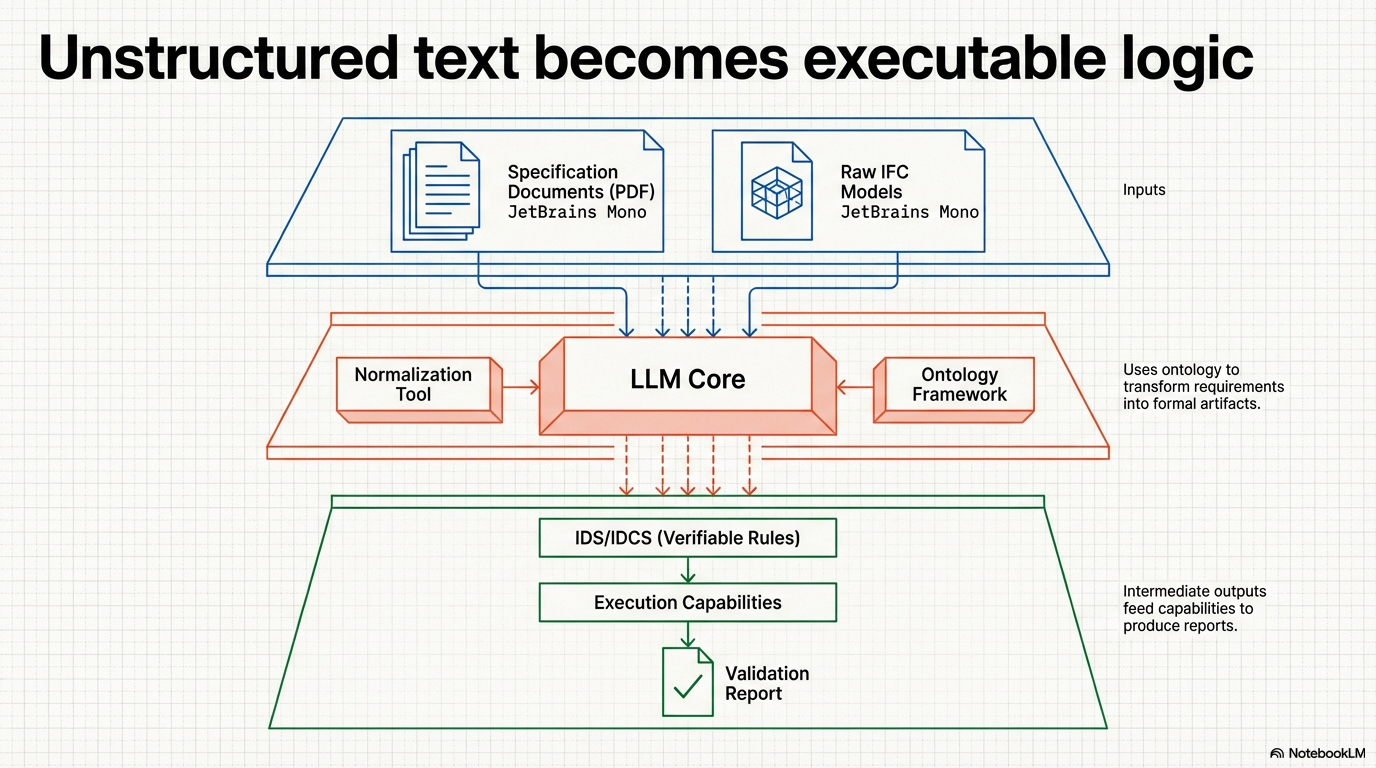 Unstructured text becomes executable logic
Specification
Documents (PDF)
JetBrains Mono
Raw IFC
Models
JetBrains Mono
Inputs
Normalization
Tool
LLM Core
Ontology
Framework
Uses ontology to
transform requirements
into formal artifacts.
IDS/IDCS (Verifiable Rules)
Execution Capabilities
Validation
Report
Intermediate outputs
feed capabilities to
produce reports.
NotebookLM